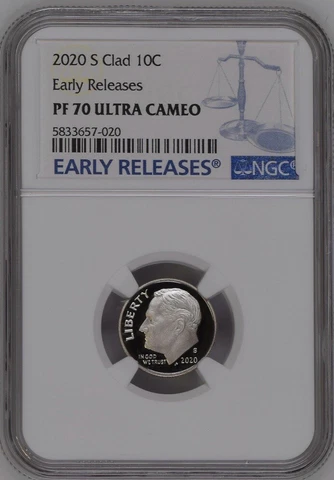 2020 S Clad 10C
Early Releases
PF 70 ULTRA CAMEO
5833657-020
EARLY RELEASES®
NGC
LIBERTY
IN GOD
WE TRUST
S
2020